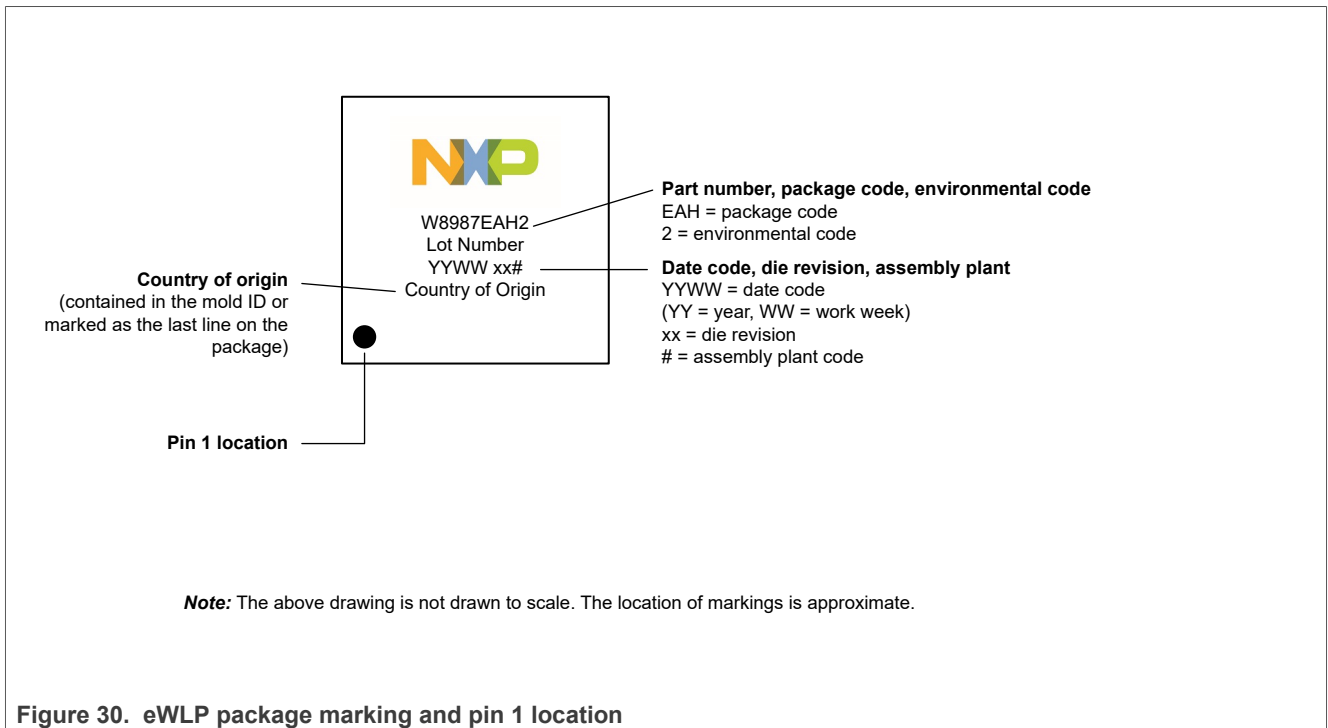 NXP
W8987EAH2
Lot Number
YYWW xx#
Country of Origin
Part number, package code, environmental code
EAH = package code
2 = environmental code
Date code, die revision, assembly plant
YYWW = date code
(YY = year, WW = work week)
xx = die revision
# = assembly plant code
Country of origin
(contained in the mold ID or
marked as the last line on the
package)
Pin 1 location
Note: The above drawing is not drawn to scale. The location of markings is approximate.
Figure 30. eWLP package marking and pin 1 location